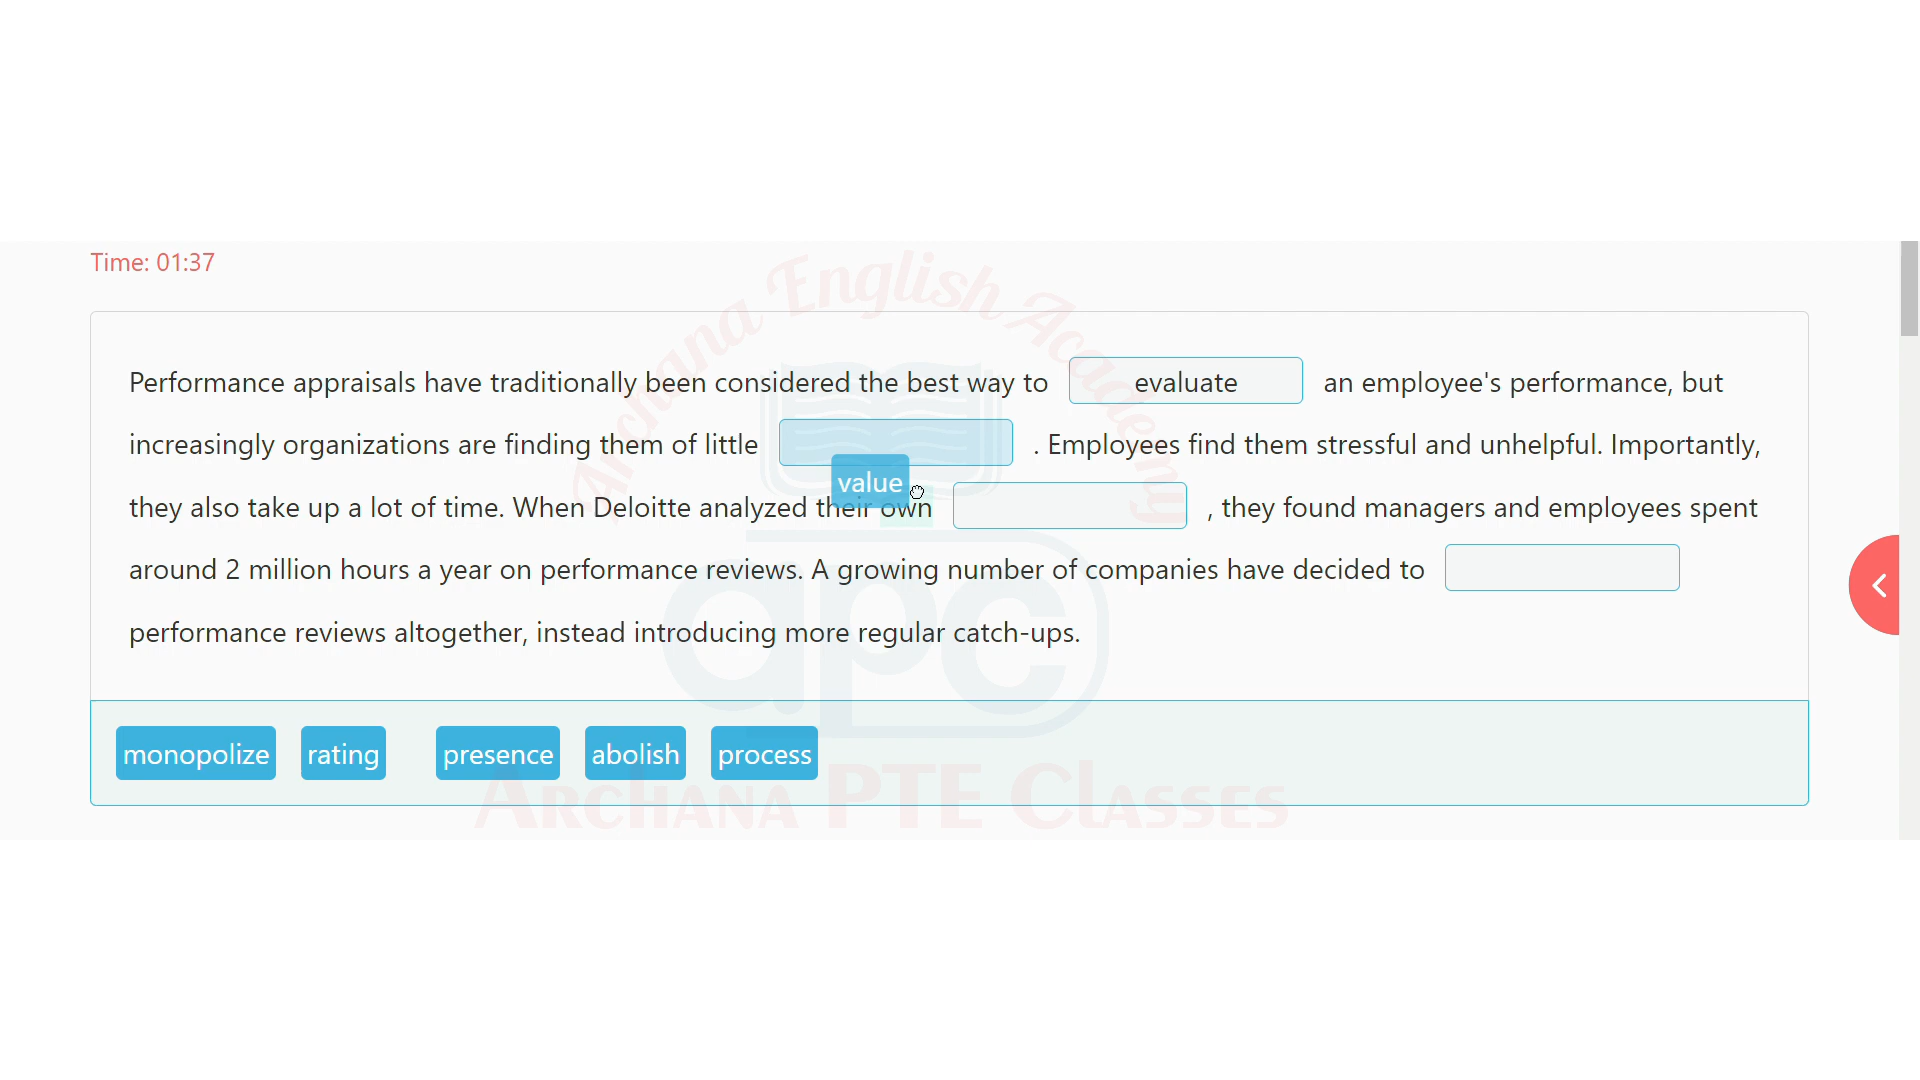 Time: 01:37
Archana English Academy
Performance appraisals have traditionally been considered the best way to evaluate an employee's performance, but
increasingly organizations are finding them of little . Employees find them stressful and unhelpful. Importantly,
value
they also take up a lot of time. When Deloitte analyzed their own , they found managers and employees spent
around 2 million hours a year on performance reviews. A growing number of companies have decided to
performance reviews altogether, instead introducing more regular catch-ups.
apc
monopolize rating presence abolish process
Archana PTE Classes